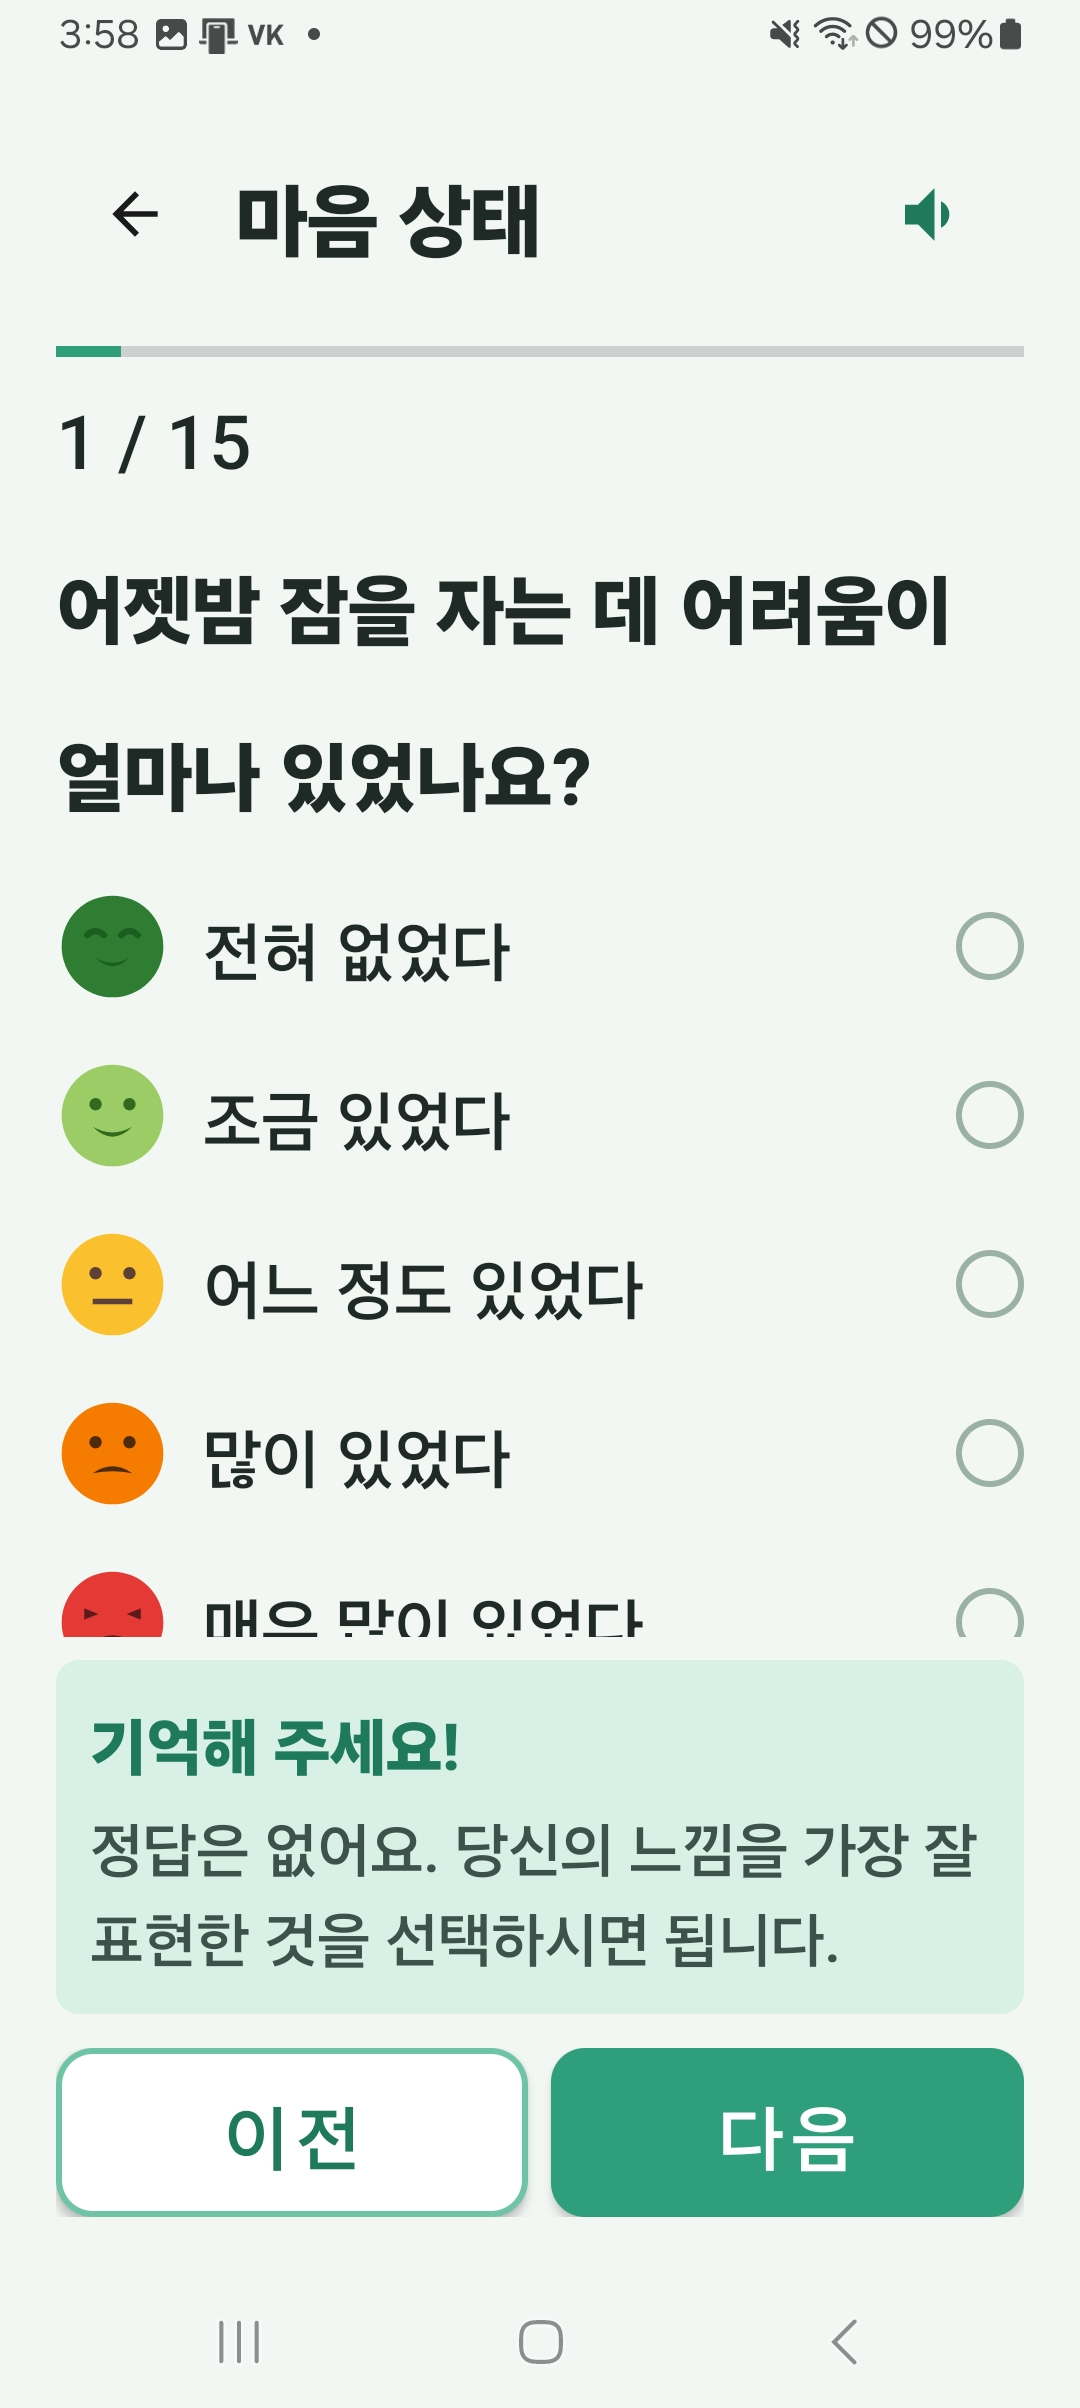 3:58 VK 99%
마음 상태
1 / 15
어젯밤 잠을 자는 데 어려움이
얼마나 있었나요?
전혀 없었다
조금 있었다
어느 정도 있었다
많이 있었다
매우 많이 있었다
기억해 주세요!
정답은 없어요. 당신의 느낌을 가장 잘
표현한 것을 선택하시면 됩니다.
이전 다음